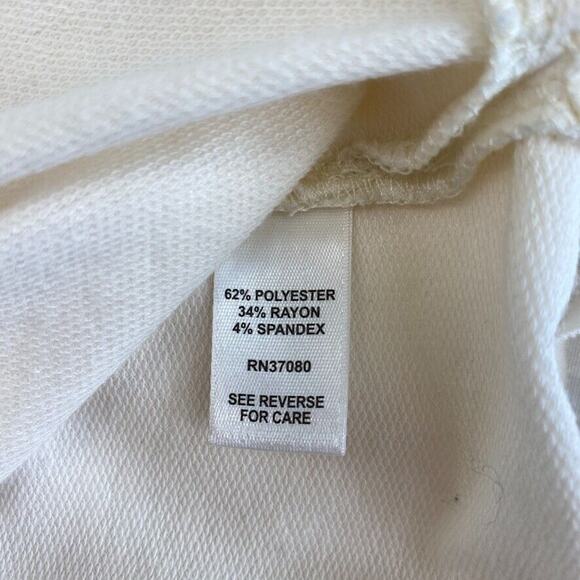 62% POLYESTER
34% RAYON
4% SPANDEX
RN37080
SEE REVERSE
FOR CARE